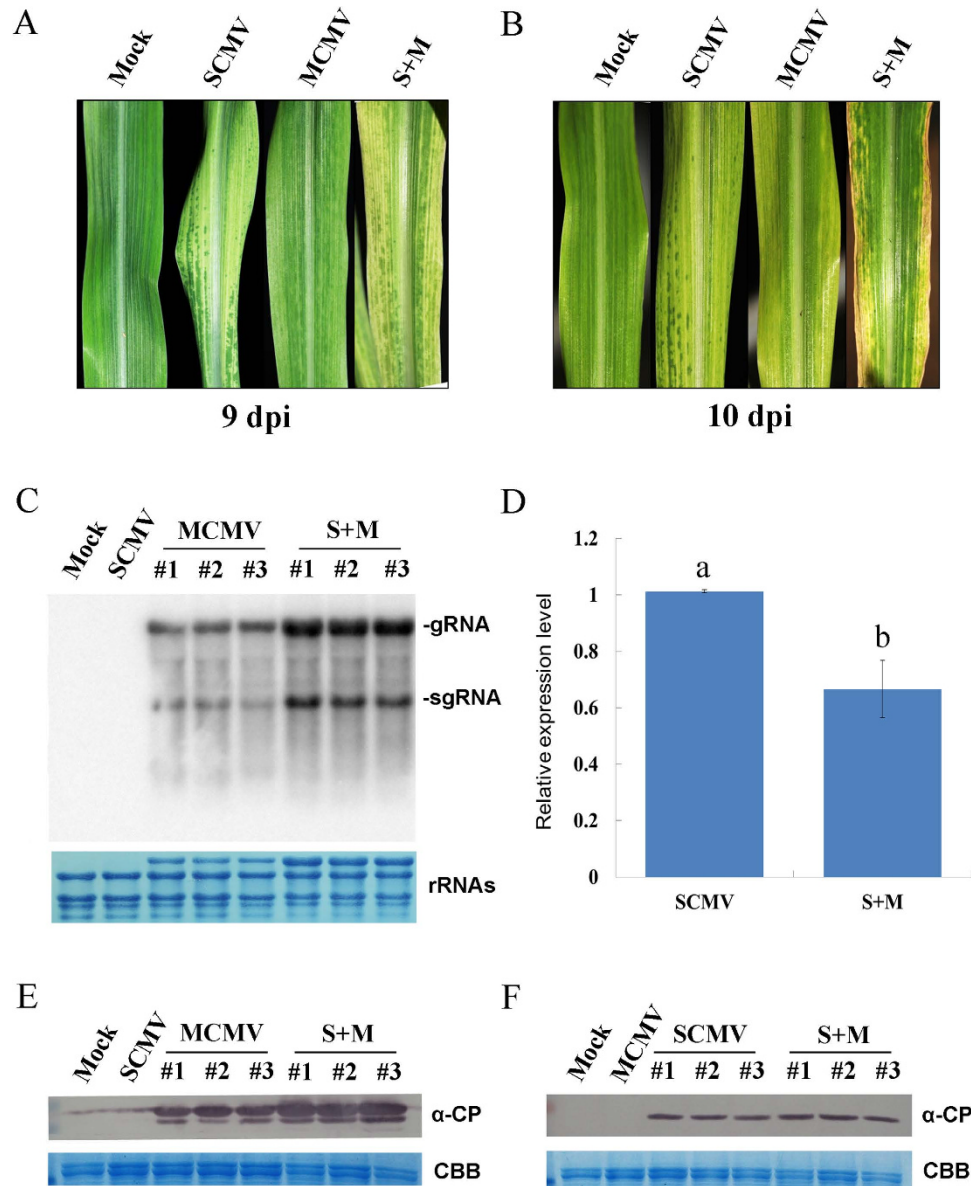 A
Mock SCMV MCMV S+M
9 dpi
B
Mock SCMV MCMV S+M
10 dpi
C
Mock SCMV MCMV S+M
#1 #2 #3 #1 #2 #3
-gRNA
-sgRNA
rRNAs
D
Relative expression level
1.2
1
0.8
0.6
0.4
0.2
0
a
b
SCMV S+M
E
Mock SCMV MCMV S+M
#1 #2 #3 #1 #2 #3
α-CP
CBB
F
Mock MCMV SCMV S+M
#1 #2 #3 #1 #2 #3
α-CP
CBB